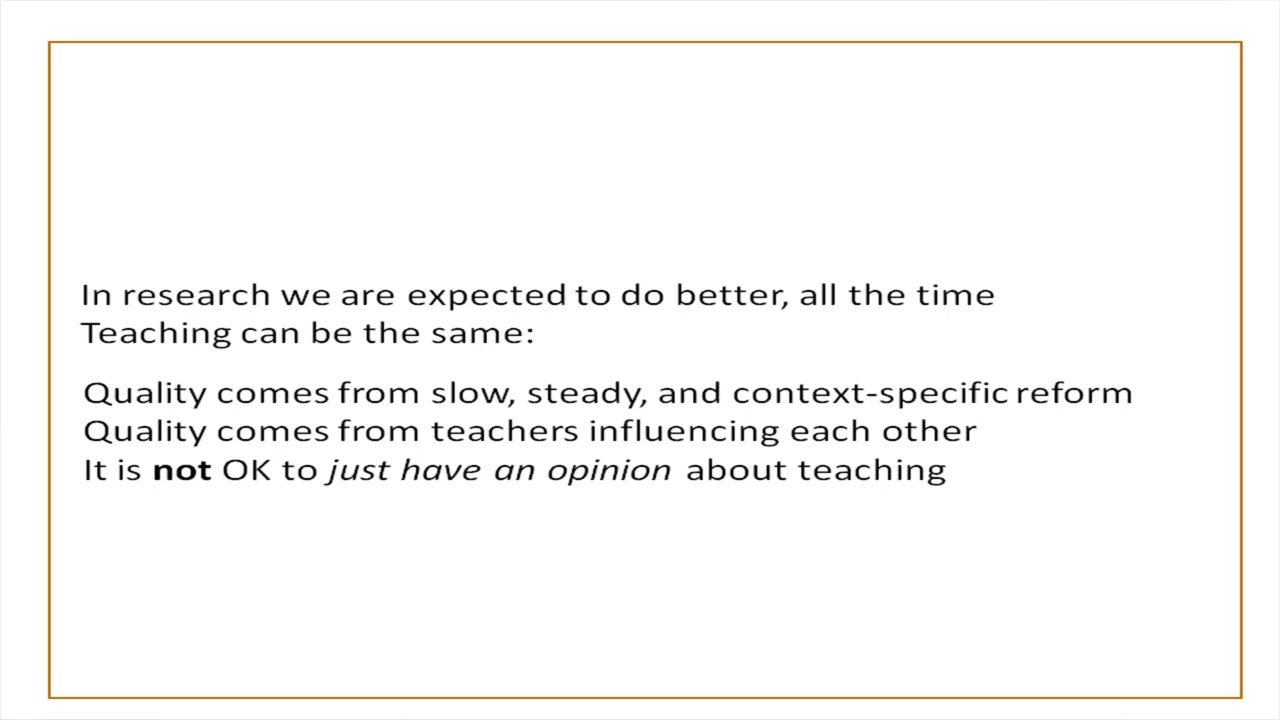 In research we are expected to do better, all the time
Teaching can be the same:
Quality comes from slow, steady, and context-specific reform
Quality comes from teachers influencing each other
It is not OK to just have an opinion about teaching